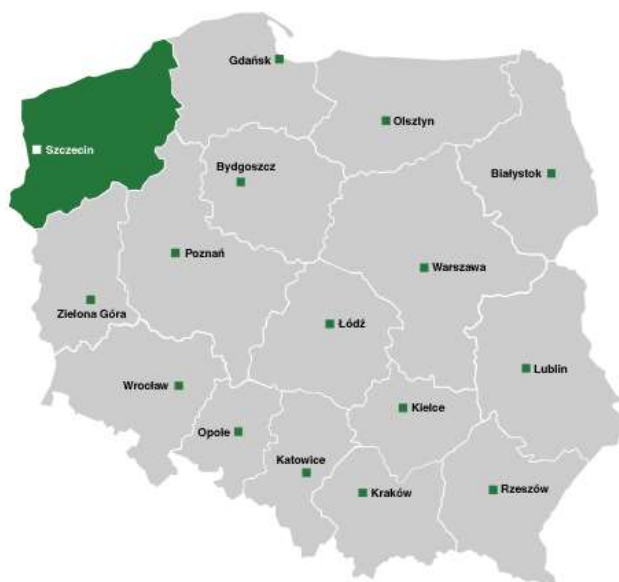 Gdańsk
Olsztyn
Szczecin
Bydgoszcz
Białystok
Poznań
Warszawa
Zielona Góra
Łódź
Lublin
Wrocław
Kielce
Opole
Katowice
Kraków
Rzeszów